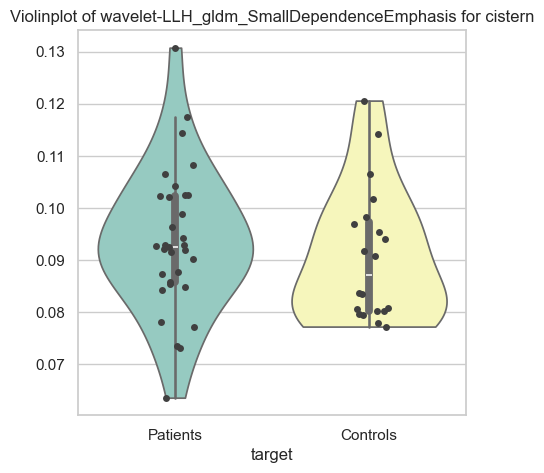 Violinplot of wavelet-LLH_gldm_SmallDependenceEmphasis for cistern
0.13
0.12
0.11
0.10
0.09
0.08
0.07
Patients Controls
target